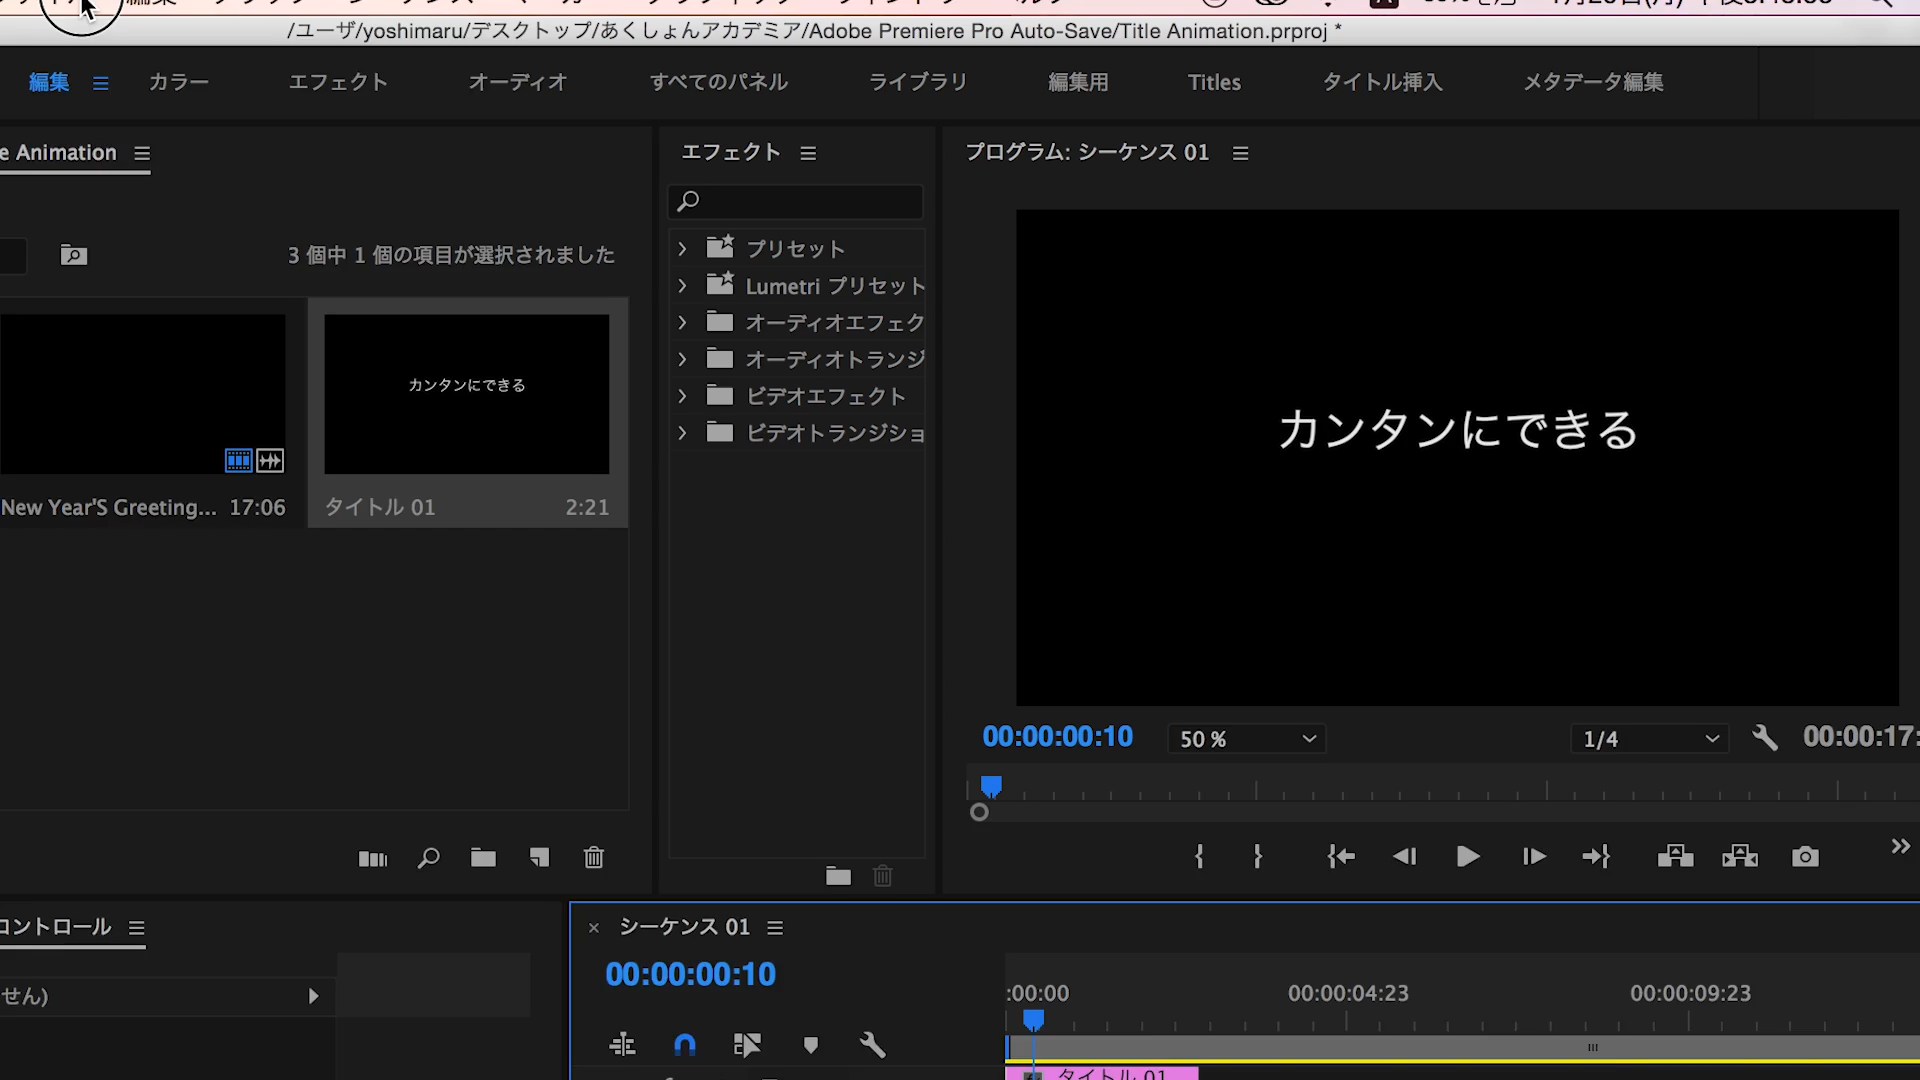 /ユーザ/yoshimaru/デスクトップ/あくしょんアカデミア/Adobe Premiere Pro Auto-Save/Title Animation.prproj *
編集 カラー エフェクト オーディオ すべてのパネル ライブラリ 編集用 Titles タイトル挿入 メタデータ編集
e Animation
エフェクト
プログラム: シーケンス 01
3 個中 1 個の項目が選択されました
プリセット
Lumetri プリセット
オーディオエフェク
オーディオトランジ
ビデオエフェクト
ビデオトランジショ
カンタンにできる
New Year'S Greeting... 17:06
タイトル 01 2:21
カンタンにできる
00:00:00:10
50 %
1/4
00:00:17:
コントロール
せん)
× シーケンス 01
00:00:00:10
:00:00 00:00:04:23 00:00:09:23
タイトル 01